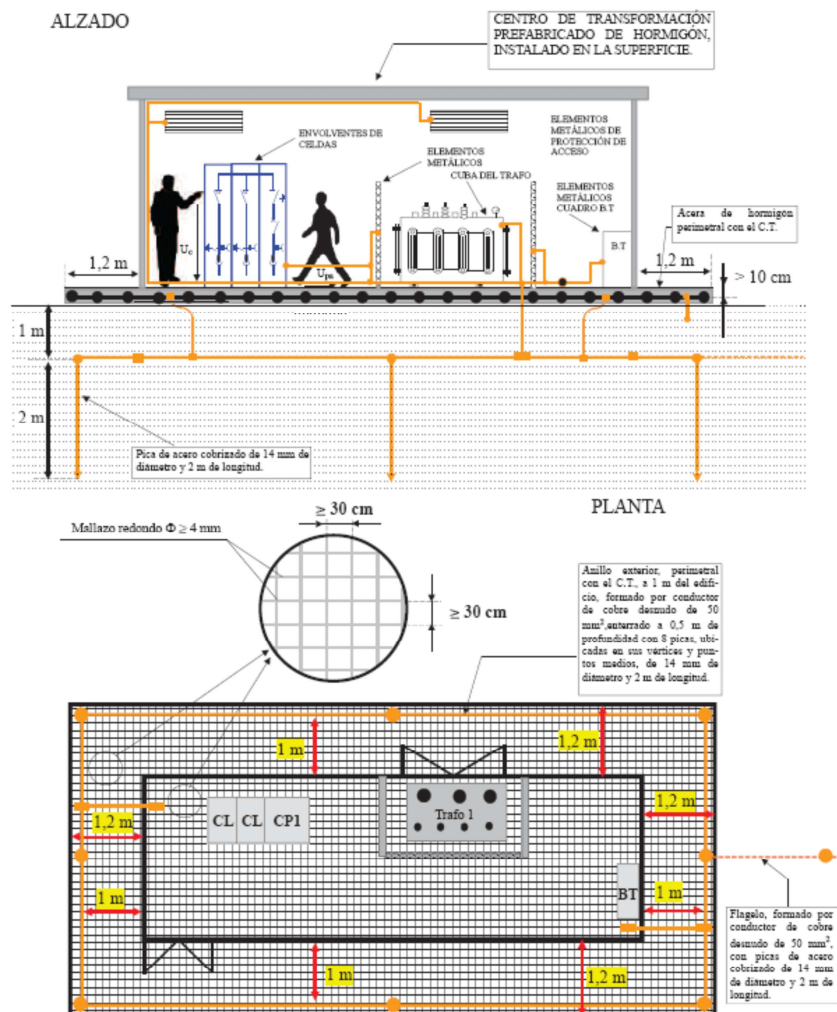 ALZADO
CENTRO DE TRANSFORMACIÓN
PREFABRICADO DE HORMIGÓN,
INSTALADO EN LA SUPERFICIE.
ENVOLVENTES DE
CELDAS
ELEMENTOS
METÁLICOS
CUBA DEL TRAFO
ELEMENTOS
METÁLICOS DE
PROTECCIÓN DE
ACCESO
ELEMENTOS
METÁLICOS
CUADRO B.T
B.T
Acera de hormigón
perimetral con el C.T.
Uc
Upa
1,2 m
1,2 m
> 10 cm
1 m
2 m
Pica de acero cobrizado de 14 mm de
diámetro y 2 m de longitud.
PLANTA
≥ 30 cm
Mallazo redondo Φ ≥ 4 mm
≥ 30 cm
Anillo exterior, perimetral
con el C.T., a 1 m del edifi-
cio, formado por conductor
de cobre desnudo de 50
mm²,enterrado a 0,5 m de
profundidad con 8 picas, ubi-
cadas en sus vértices y pun-
tos medios, de 14 mm de
diámetro y 2 m de longitud.
1 m
1,2 m
CL
CL
CP1
Trafo 1
1,2 m
1,2 m
1 m
BT
1 m
1 m
1,2 m
Flagelo, formado por
conductor de cobre
desnudo de 50 mm²,
con picas de acero
cobrizado de 14 mm
de diámetro y 2 m de
longitud.